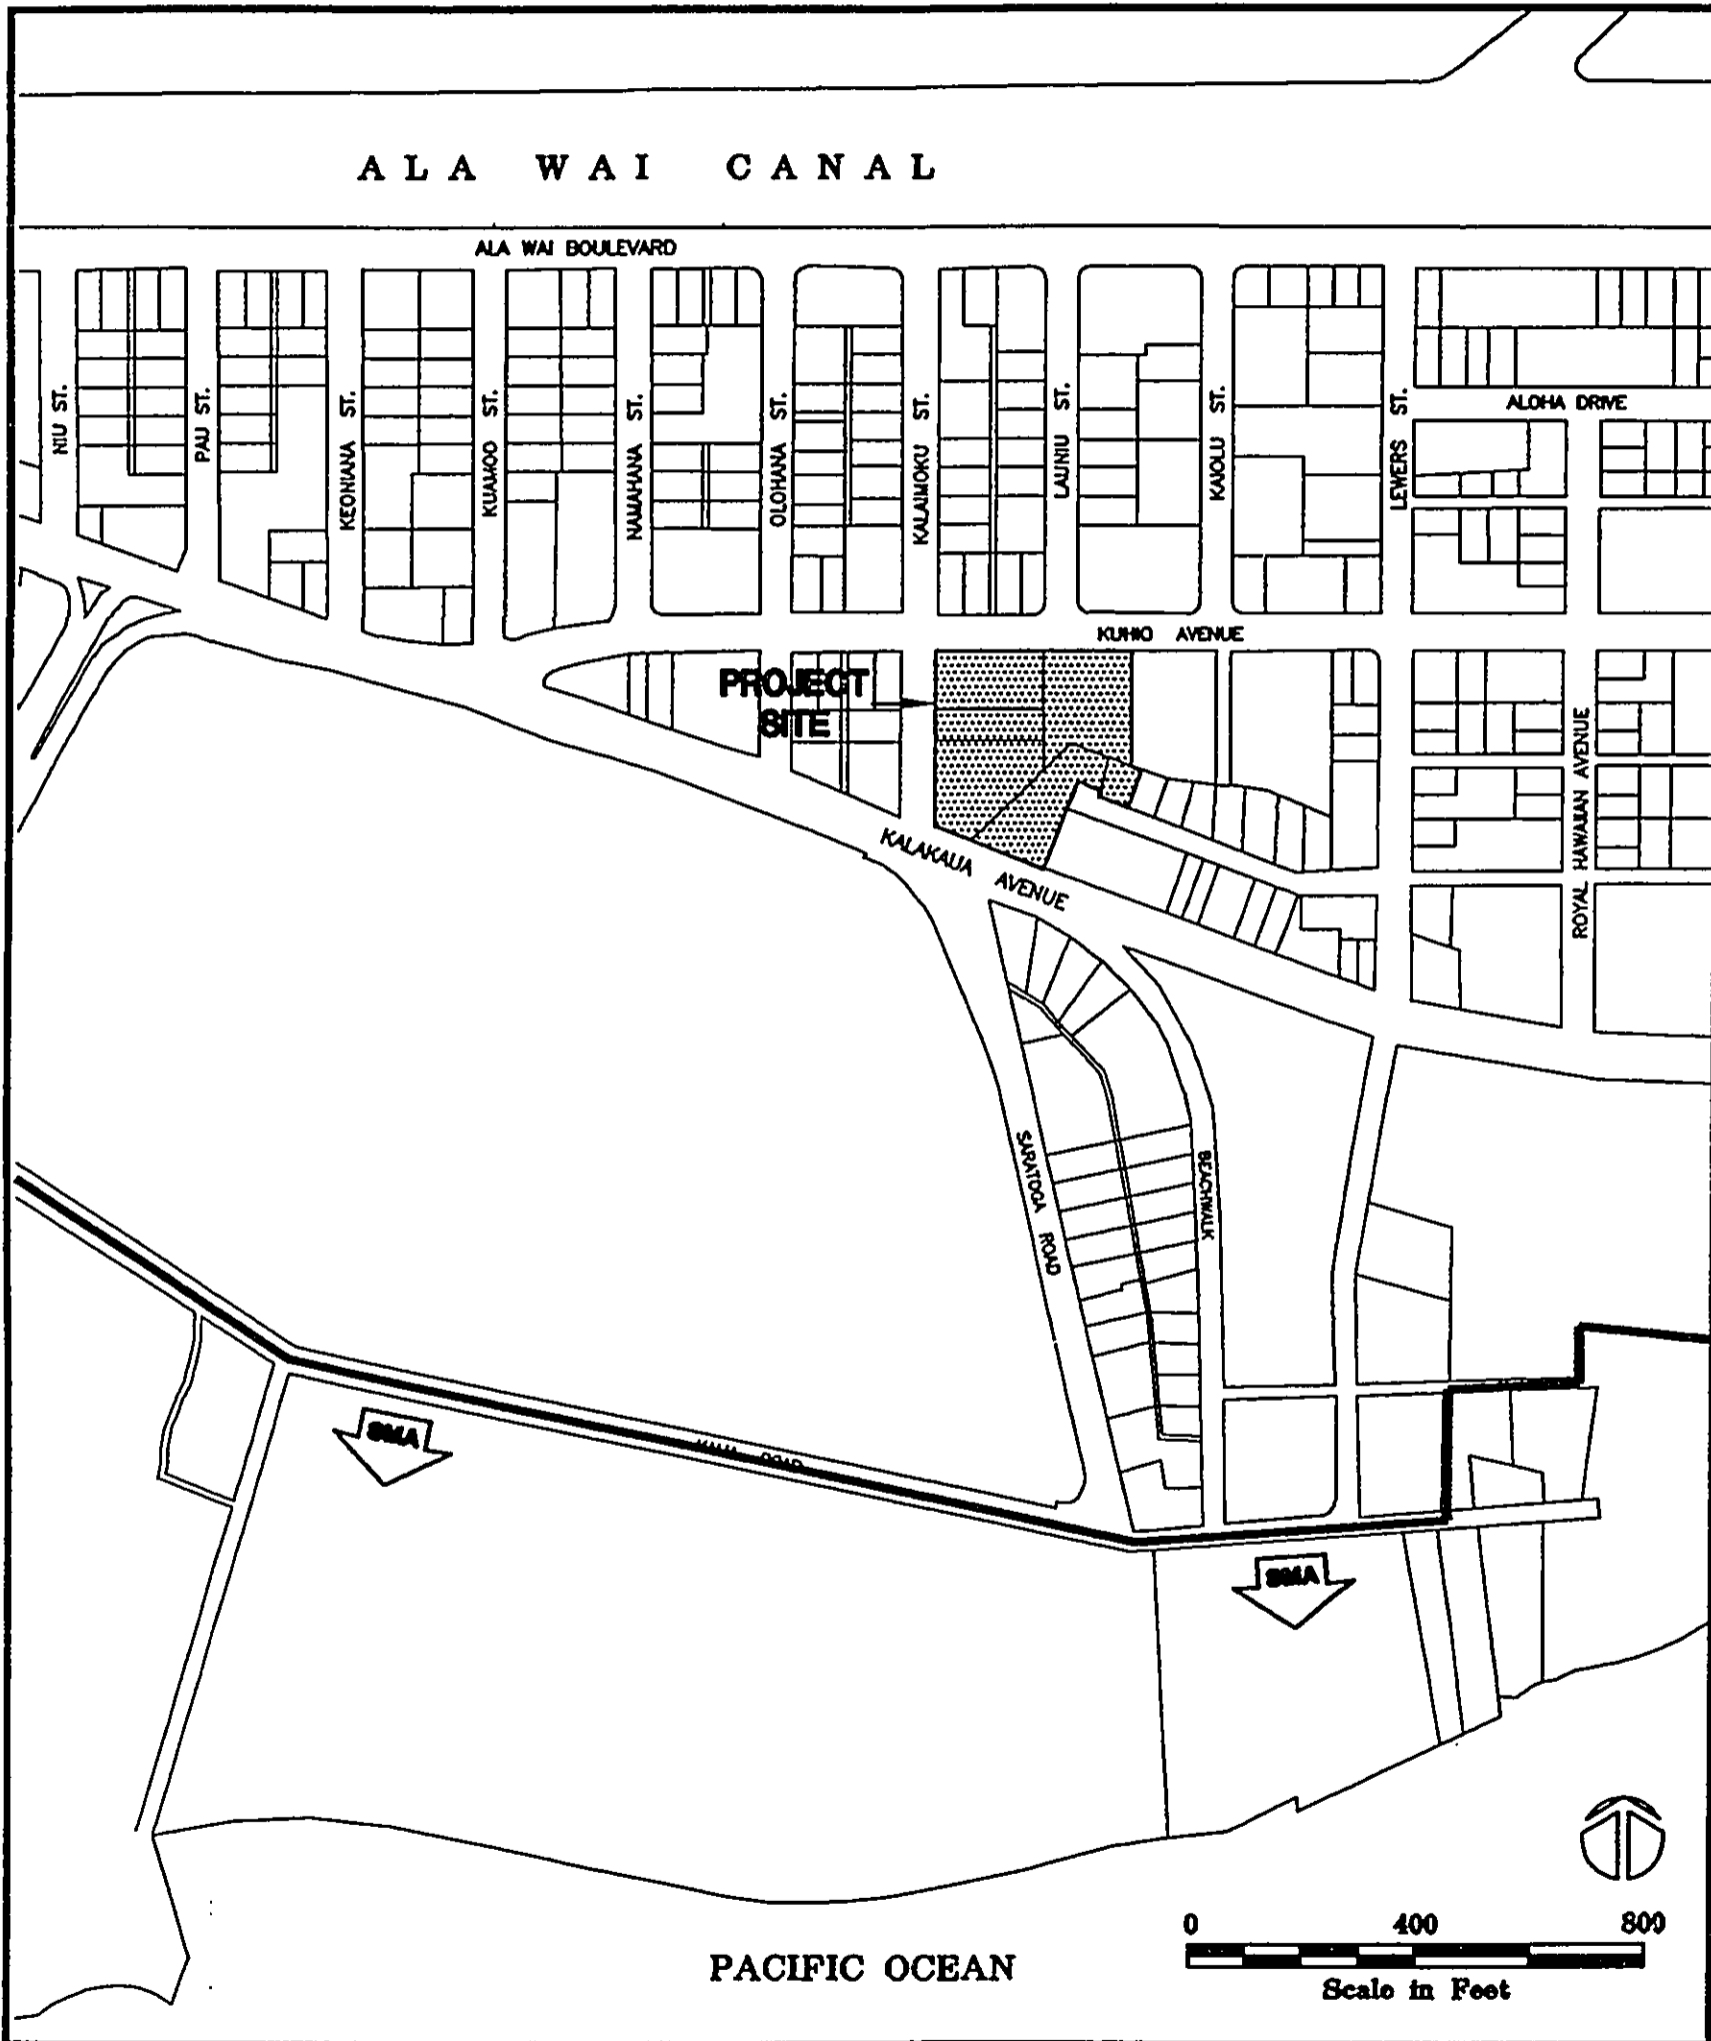 ALA WAI CANAL
ALA WAI BOULEVARD
NIU ST.
PAU ST.
KEONIANA ST.
KUAMOO ST.
NAMAHANA ST.
OLOHANA ST.
KALAIMOKU ST.
LAUNIU ST.
KAIOLU ST.
LEWERS ST.
ALOHA DRIVE
KUHIO AVENUE
PROJECT
SITE
ROYAL HAWAIIAN AVENUE
KALAKAUA AVENUE
SARATOGA ROAD
BEACHWALK
SMA
KALIA ROAD
SMA
0 400 800
Scale in Feet
PACIFIC OCEAN